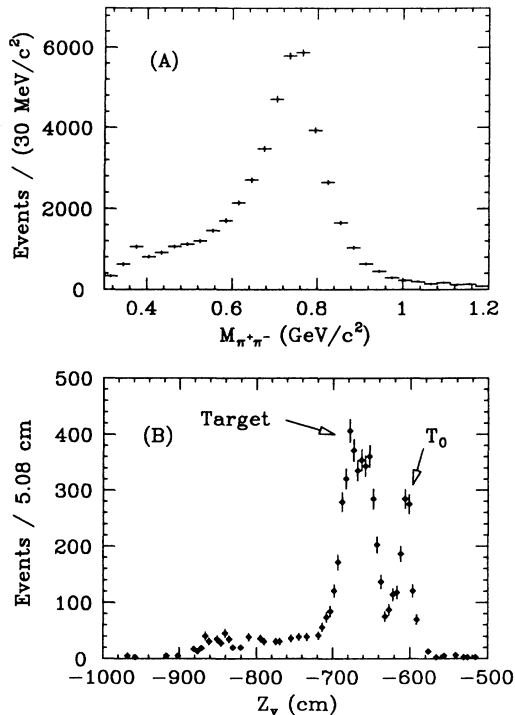 (A)
6000
4000
2000
0
Events / (30 MeV/c²)
0.4 0.6 0.8 1 1.2
M_π⁺π⁻ (GeV/c²)
(B)
Target
T₀
500
400
300
200
100
0
Events / 5.08 cm
-1000 -900 -800 -700 -600 -500
Z_v (cm)